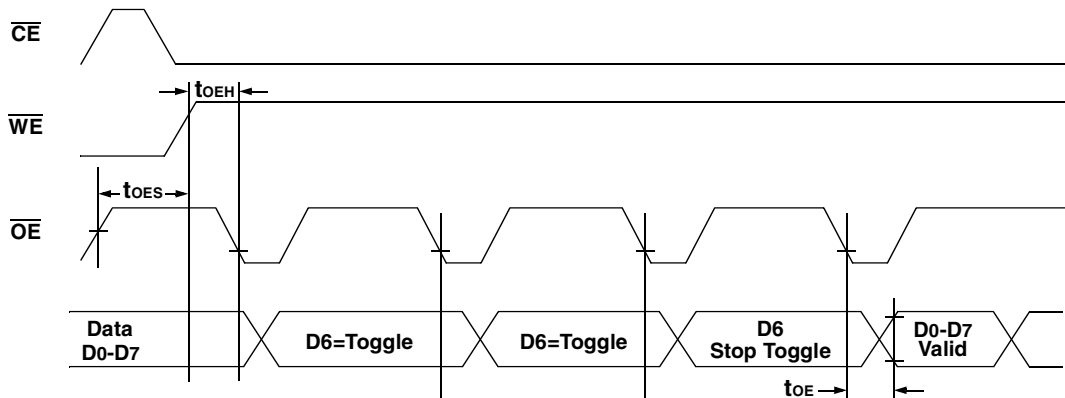 CE
tOEH
WE
tOES
OE
Data
D0-D7
D6=Toggle
D6=Toggle
D6
Stop Toggle
D0-D7
Valid
tOE